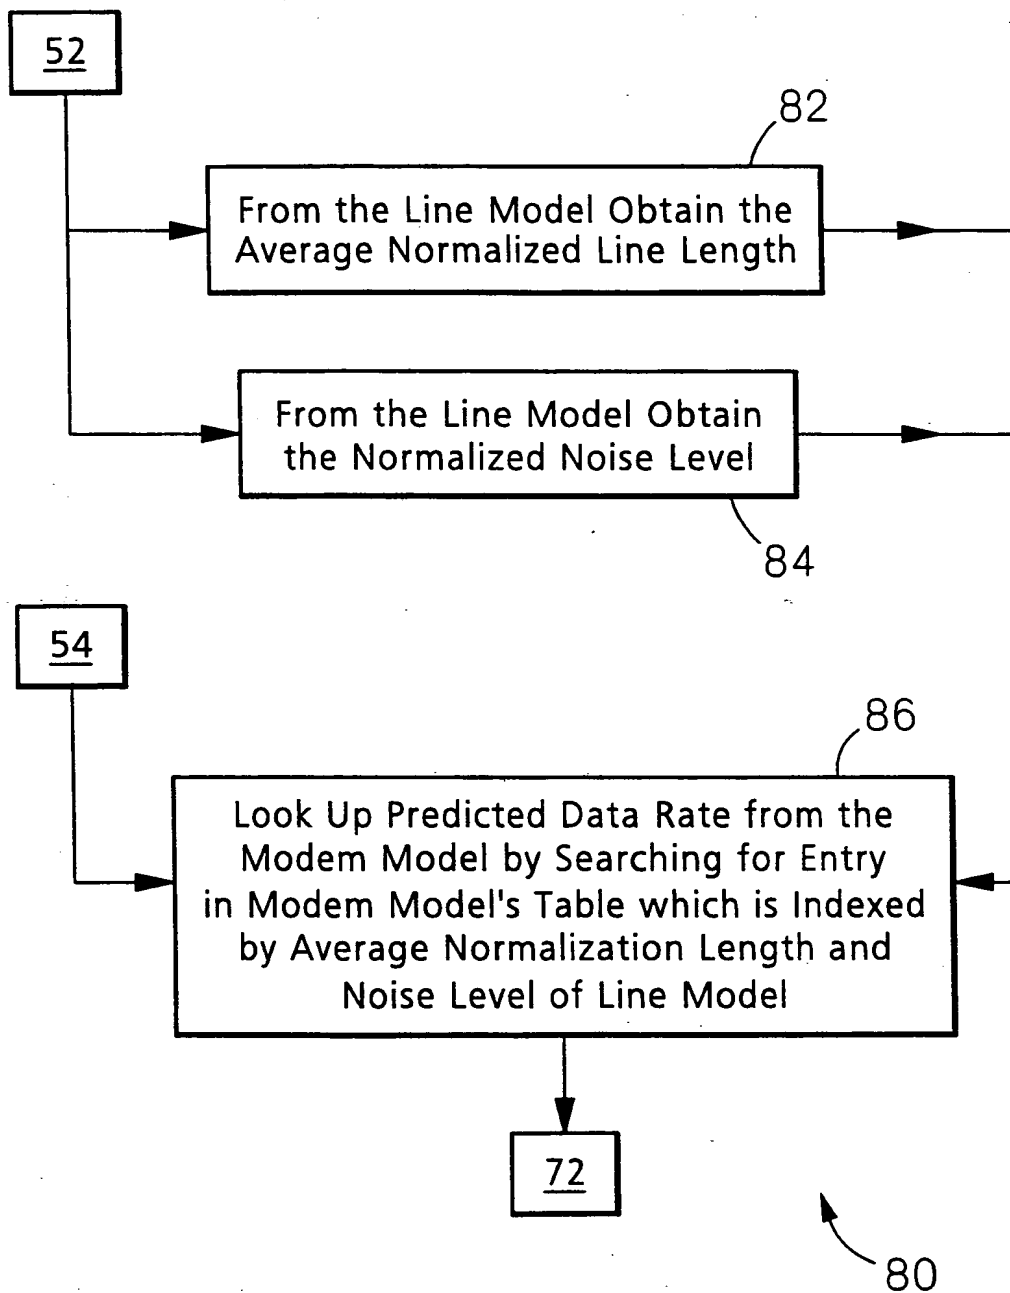 52
82
From the Line Model Obtain the
Average Normalized Line Length
From the Line Model Obtain
the Normalized Noise Level
84
54
86
Look Up Predicted Data Rate from the
Modem Model by Searching for Entry
in Modem Model's Table which is Indexed
by Average Normalization Length and
Noise Level of Line Model
72
80